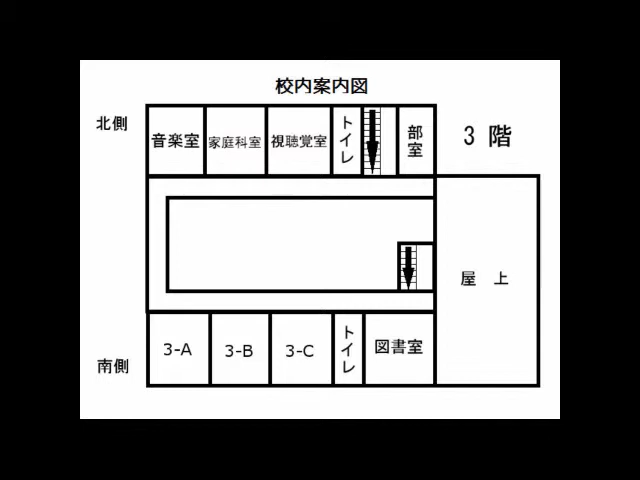 校内案内図
北側
音楽室
家庭科室
視聴覚室
トイレ
部室
3 階
屋 上
南側
3-A
3-B
3-C
トイレ
図書室